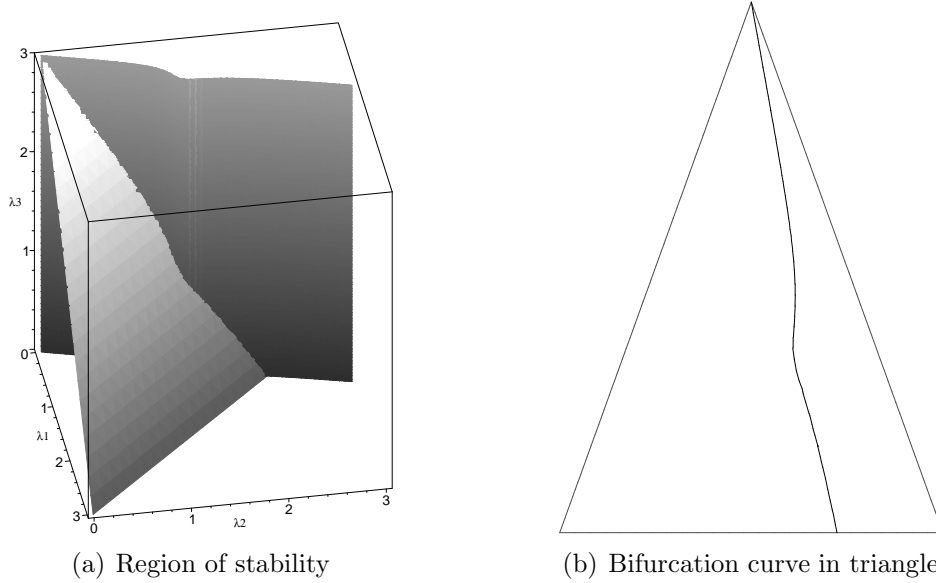 3
2
λ3
1
0
1
λ1
2
3
0
1
λ2
2
3
(a) Region of stability
(b) Bifurcation curve in triangle